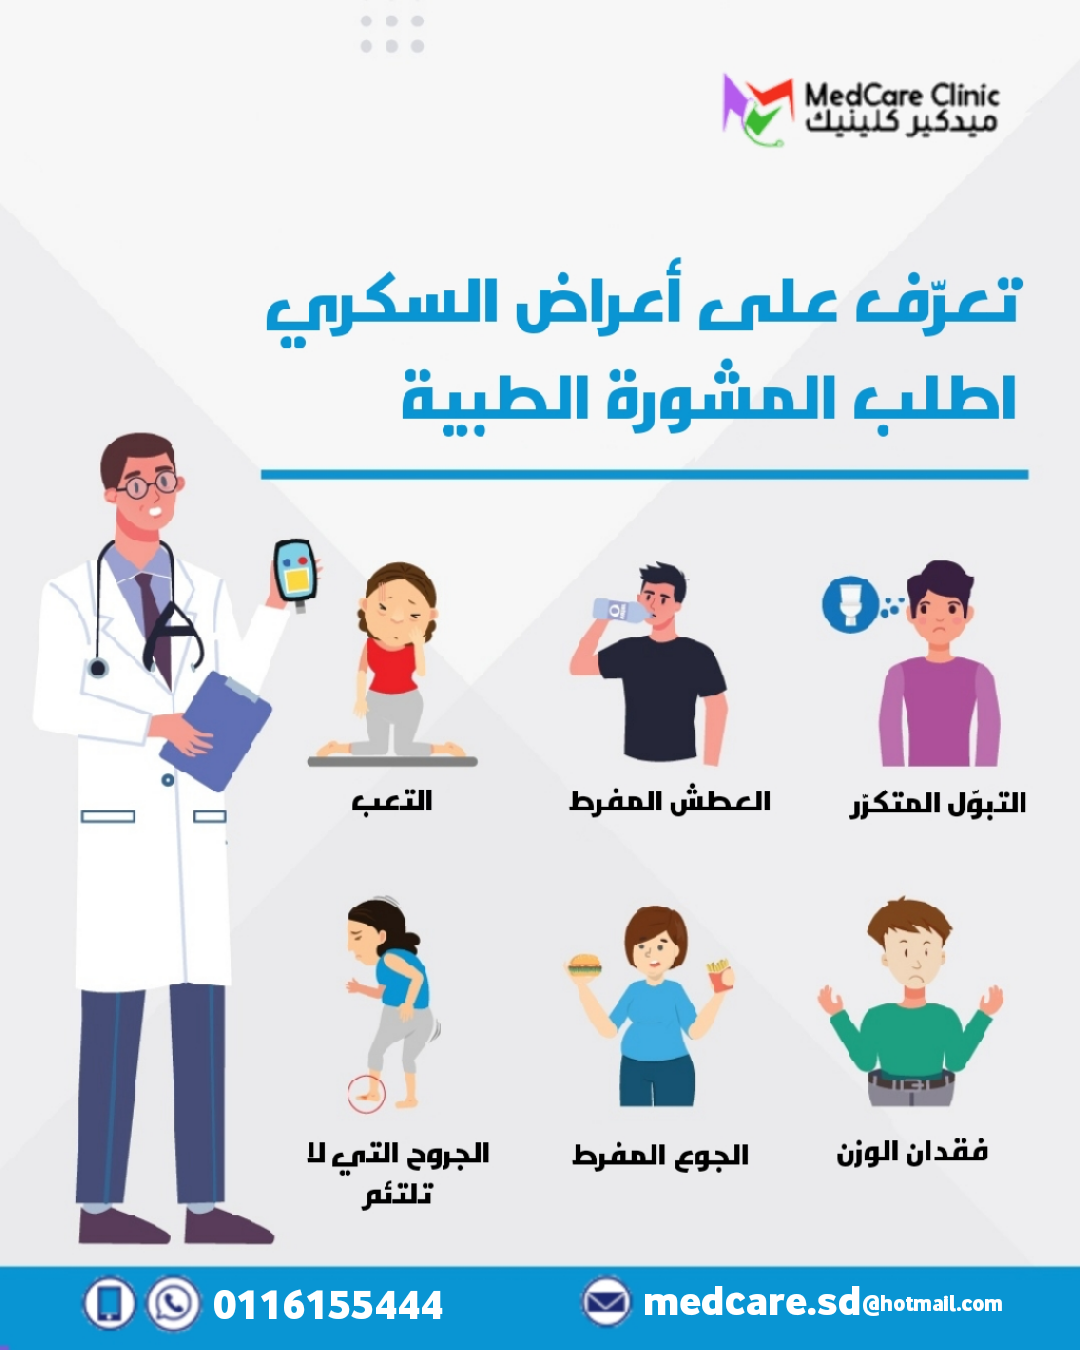 MedCare Clinic
ميدكير كلينيك
تعرّف على أعراض السكري
اطلب المشورة الطبية
التبوّل المتكرّر
العطش المفرط
التعب
فقدان الوزن
الجوع المفرط
الجروح التي لا
تلتئم
0116155444
medcare.sd@hotmail.com